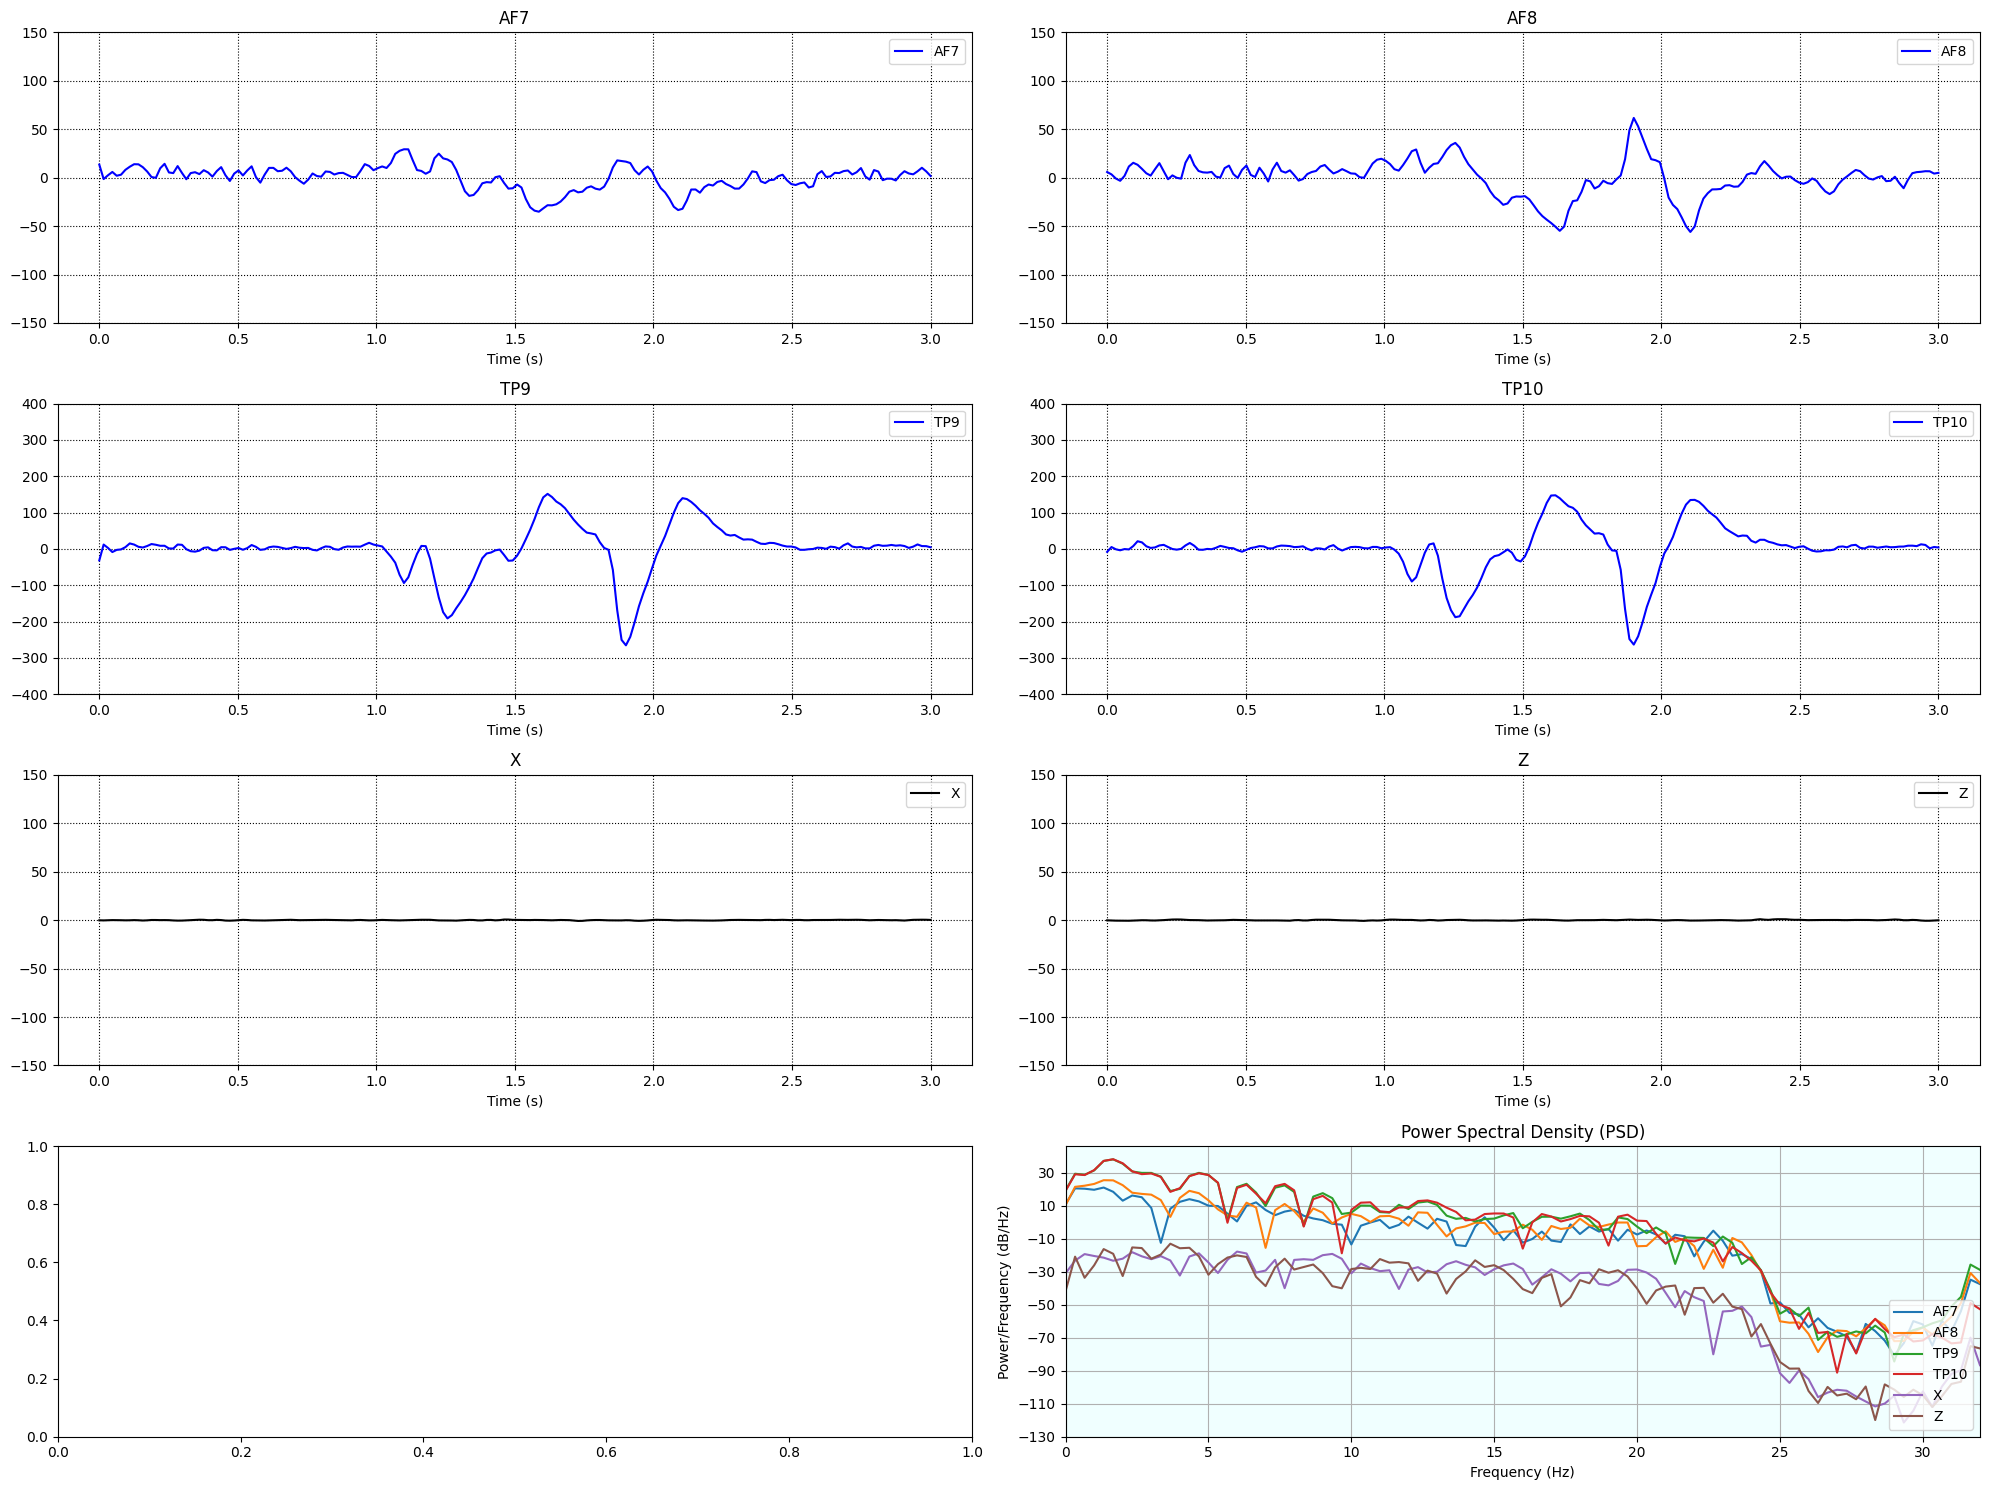 AF7
AF8
150
100
50
0
−50
−100
−150
AF7
150
100
50
0
−50
−100
−150
AF8
0.0 0.5 1.0 1.5 2.0 2.5 3.0
Time (s)
0.0 0.5 1.0 1.5 2.0 2.5 3.0
Time (s)
TP9
TP10
400
300
200
100
0
−100
−200
−300
−400
TP9
400
300
200
100
0
−100
−200
−300
−400
TP10
0.0 0.5 1.0 1.5 2.0 2.5 3.0
Time (s)
0.0 0.5 1.0 1.5 2.0 2.5 3.0
Time (s)
X
Z
150
100
50
0
−50
−100
−150
X
150
100
50
0
−50
−100
−150
Z
0.0 0.5 1.0 1.5 2.0 2.5 3.0
Time (s)
0.0 0.5 1.0 1.5 2.0 2.5 3.0
Time (s)
1.0
0.8
0.6
0.4
0.2
0.0
0.0 0.2 0.4 0.6 0.8 1.0
Power Spectral Density (PSD)
Power/Frequency (dB/Hz)
30
10
−10
−30
−50
−70
−90
−110
−130
AF7
AF8
TP9
TP10
X
Z
0 5 10 15 20 25 30
Frequency (Hz)